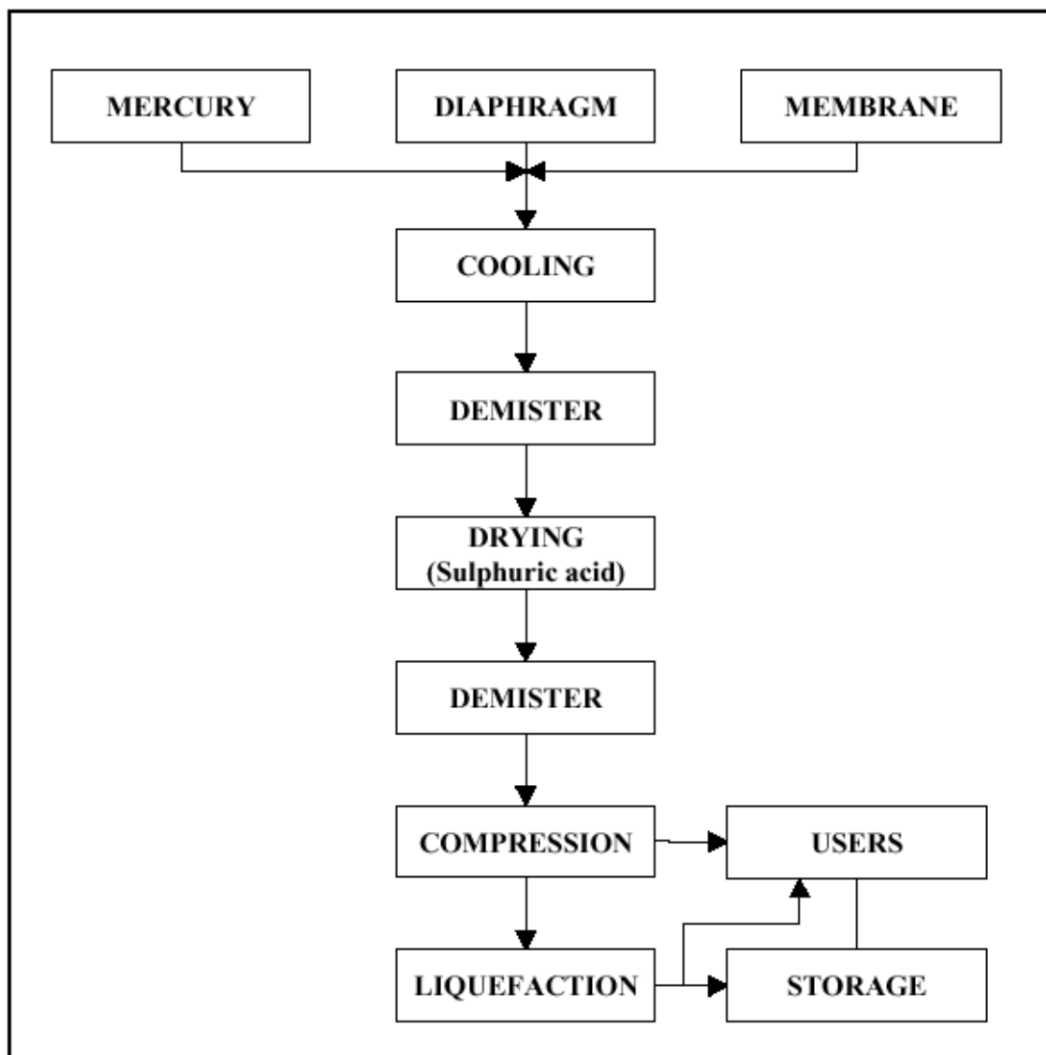 MERCURY
DIAPHRAGM
MEMBRANE
COOLING
DEMISTER
DRYING
(Sulphuric acid)
DEMISTER
COMPRESSION
USERS
LIQUEFACTION
STORAGE